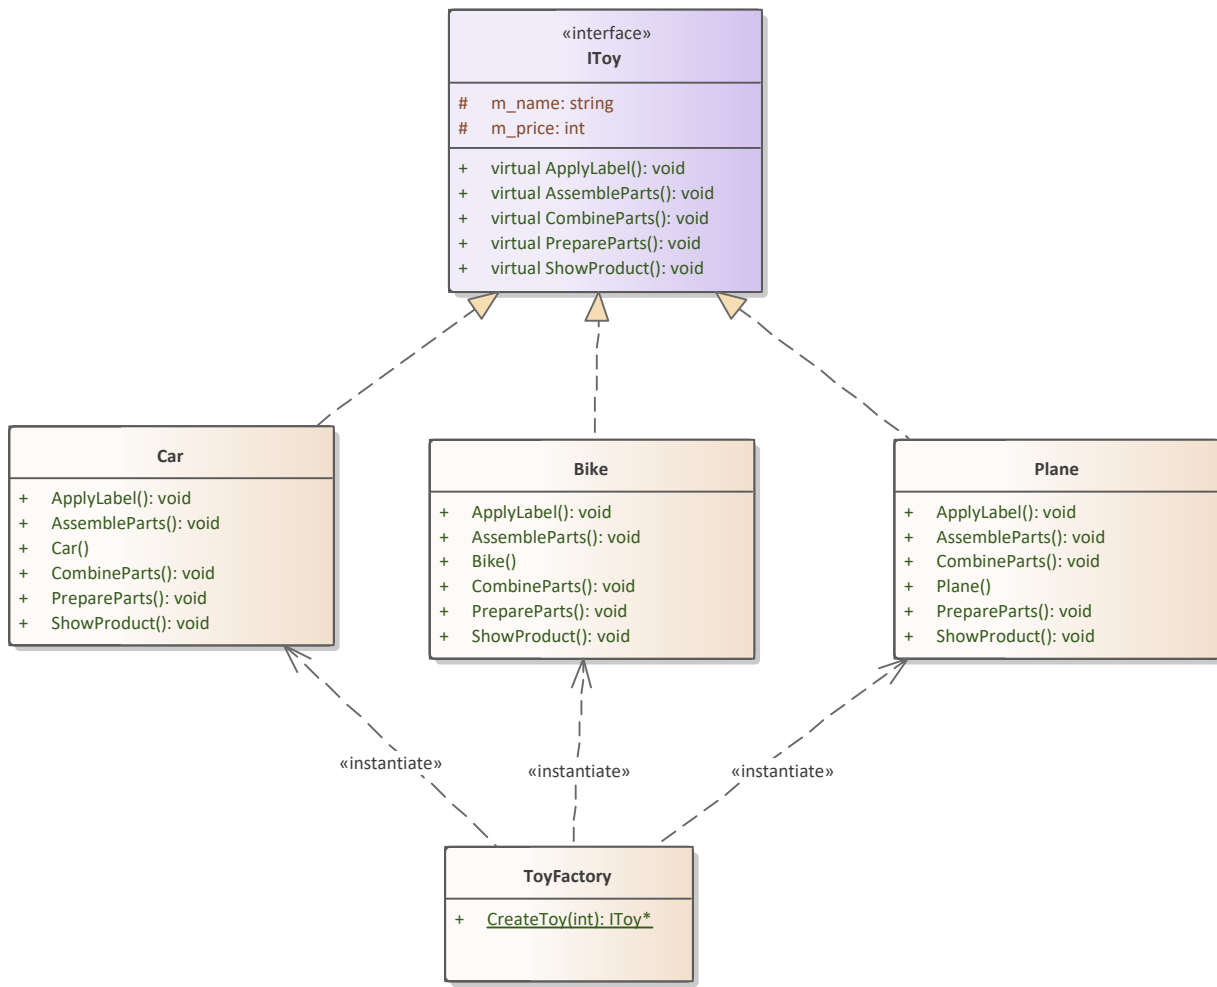 «interface»
IToy
# m_name: string
# m_price: int
+ virtual ApplyLabel(): void
+ virtual AssembleParts(): void
+ virtual CombineParts(): void
+ virtual PrepareParts(): void
+ virtual ShowProduct(): void
Car
+ ApplyLabel(): void
+ AssembleParts(): void
+ Car()
+ CombineParts(): void
+ PrepareParts(): void
+ ShowProduct(): void
Bike
+ ApplyLabel(): void
+ AssembleParts(): void
+ Bike()
+ CombineParts(): void
+ PrepareParts(): void
+ ShowProduct(): void
Plane
+ ApplyLabel(): void
+ AssembleParts(): void
+ CombineParts(): void
+ Plane()
+ PrepareParts(): void
+ ShowProduct(): void
«instantiate»
«instantiate»
«instantiate»
ToyFactory
+ CreateToy(int): IToy*